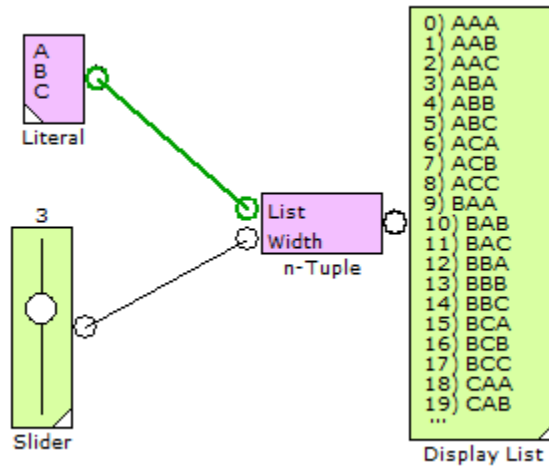 A
B
C
Literal
3
Slider
List
Width
n-Tuple
0) AAA
1) AAB
2) AAC
3) ABA
4) ABB
5) ABC
6) ACA
7) ACB
8) ACC
9) BAA
10) BAB
11) BAC
12) BBA
13) BBB
14) BBC
15) BCA
16) BCB
17) BCC
18) CAA
19) CAB
...
Display List